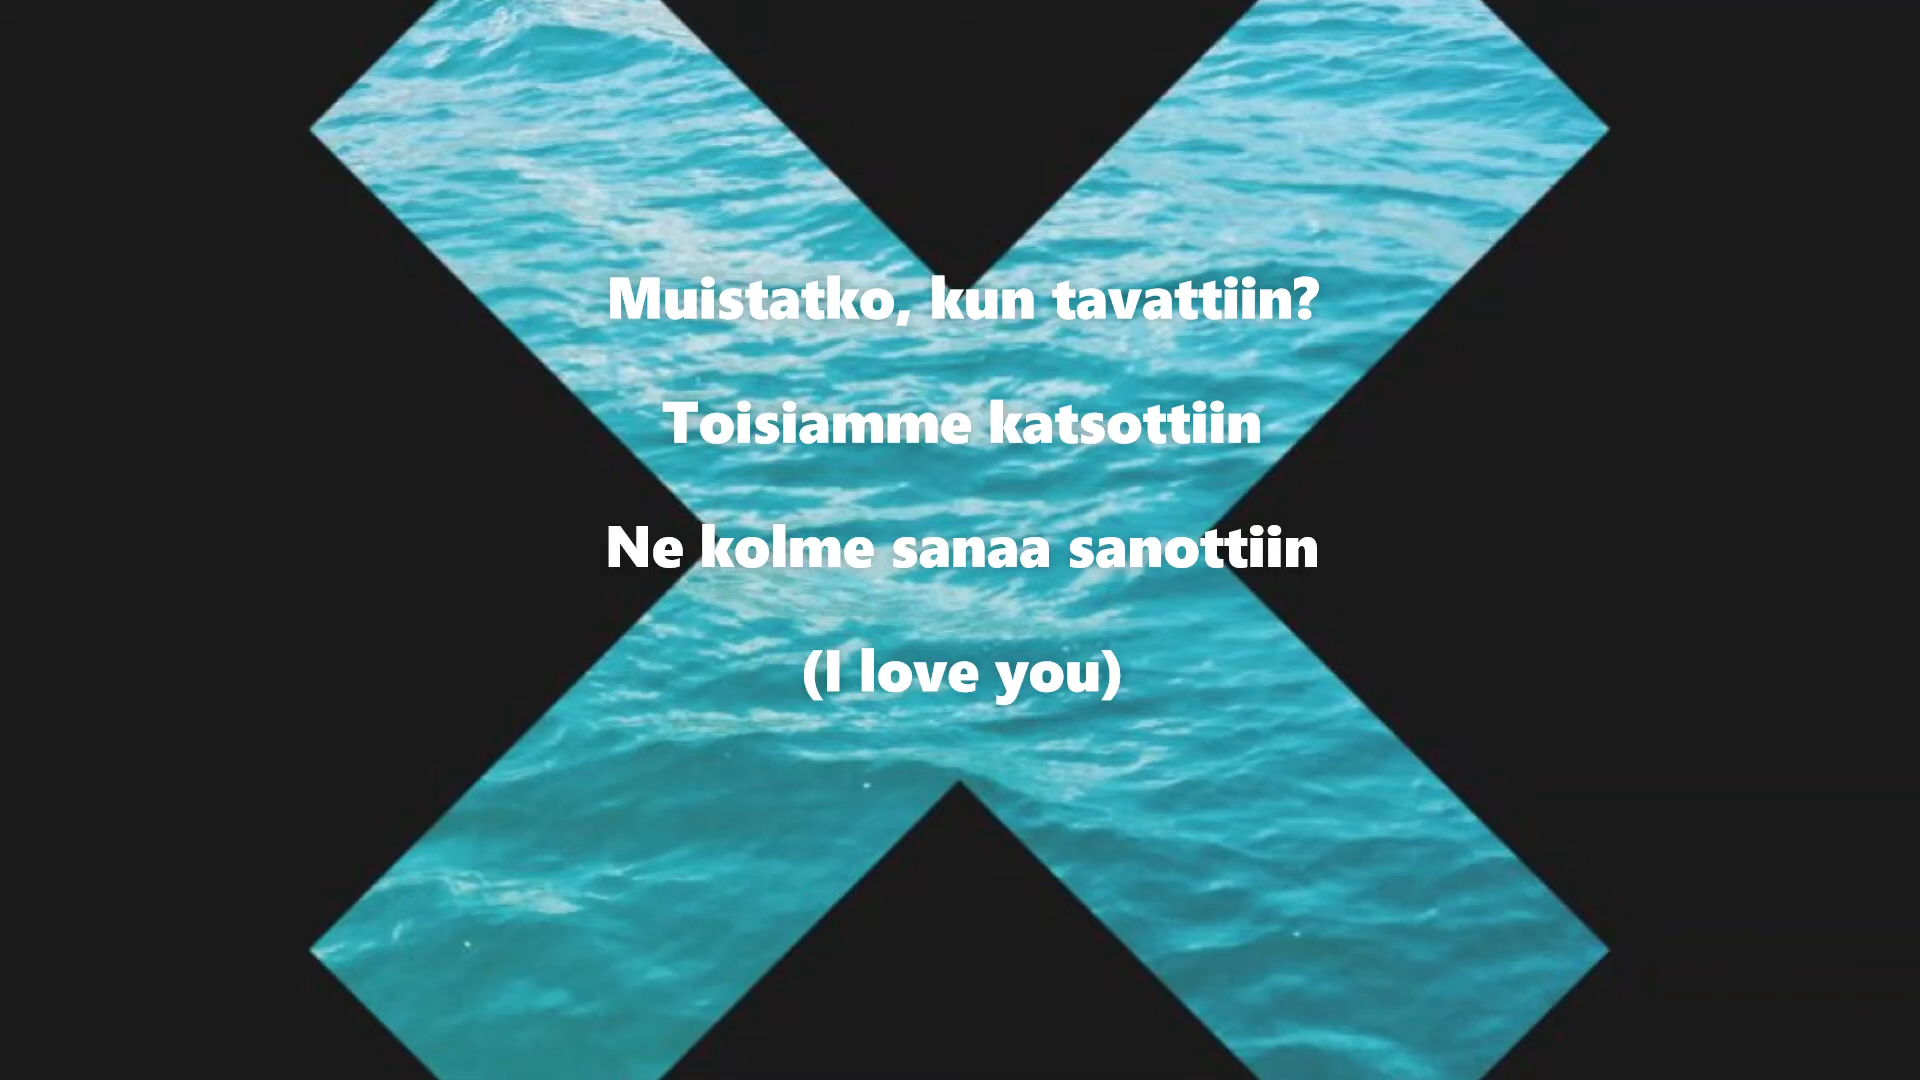 Muistatko, kun tavattiin?
Toisiamme katsottiin
Ne kolme sanaa sanottiin
(I love you)